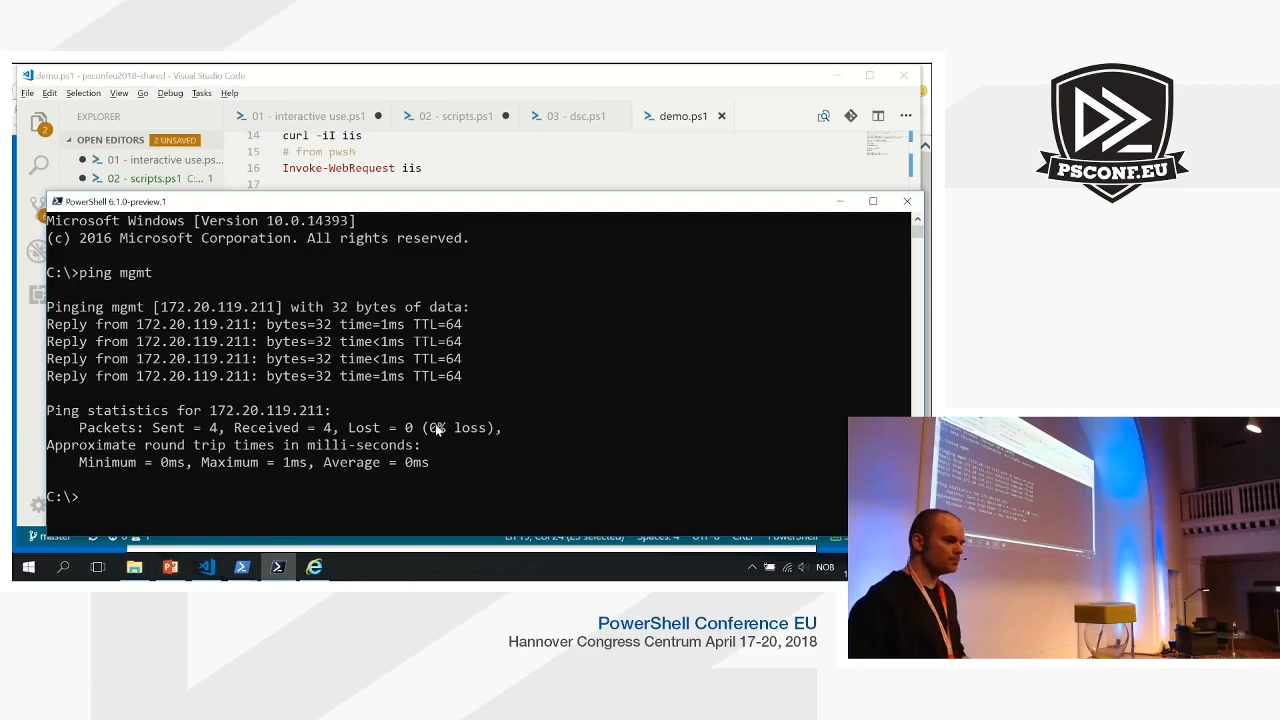 demo.ps1 - psconfeu2018-shared - Visual Studio Code
File Edit Selection View Go Debug Tasks Help
EXPLORER
01 - interactive use.ps1
02 - scripts.ps1
03 - dsc.ps1
demo.ps1
2
OPEN EDITORS 2 UNSAVED
01 - interactive use.ps...
02 - scripts.ps1 C:... 1
14 curl -iI iis
15 # from pwsh
16 Invoke-WebRequest iis
17
PowerShell 6.1.0-preview.1
Microsoft Windows [Version 10.0.14393]
(c) 2016 Microsoft Corporation. All rights reserved.
C:\>ping mgmt
Pinging mgmt [172.20.119.211] with 32 bytes of data:
Reply from 172.20.119.211: bytes=32 time=1ms TTL=64
Reply from 172.20.119.211: bytes=32 time<1ms TTL=64
Reply from 172.20.119.211: bytes=32 time<1ms TTL=64
Reply from 172.20.119.211: bytes=32 time=1ms TTL=64
Ping statistics for 172.20.119.211:
Packets: Sent = 4, Received = 4, Lost = 0 (0% loss),
Approximate round trip times in milli-seconds:
Minimum = 0ms, Maximum = 1ms, Average = 0ms
C:\>
NOB
PSCONF.EU
PowerShell Conference EU
Hannover Congress Centrum April 17-20, 2018